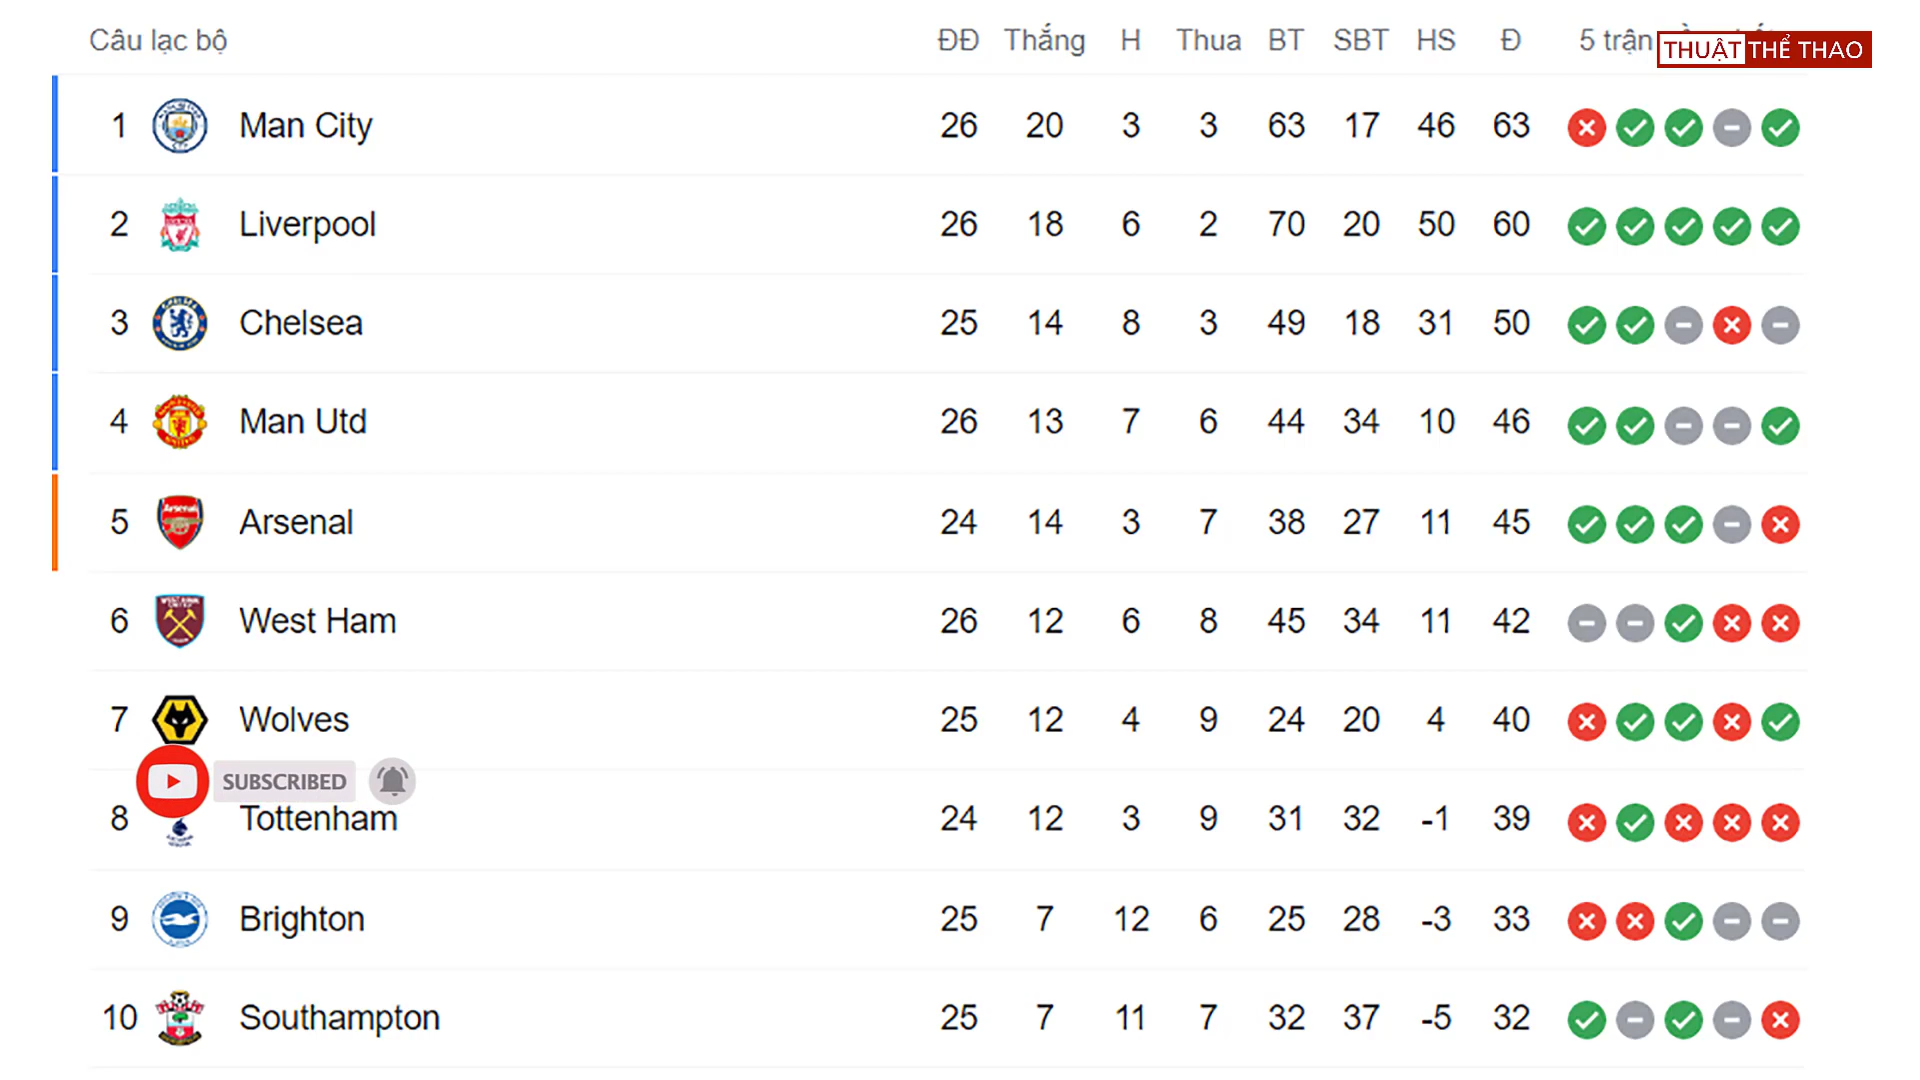 Câu lạc bộ ĐĐ Thắng H Thua BT SBT HS Đ 5 trận
THUẬT THỂ THAO
1 Man City 26 20 3 3 63 17 46 63
2 Liverpool 26 18 6 2 70 20 50 60
3 Chelsea 25 14 8 3 49 18 31 50
4 Man Utd 26 13 7 6 44 34 10 46
5 Arsenal 24 14 3 7 38 27 11 45
6 West Ham 26 12 6 8 45 34 11 42
7 Wolves 25 12 4 9 24 20 4 40
SUBSCRIBED
8 Tottenham 24 12 3 9 31 32 -1 39
9 Brighton 25 7 12 6 25 28 -3 33
10 Southampton 25 7 11 7 32 37 -5 32